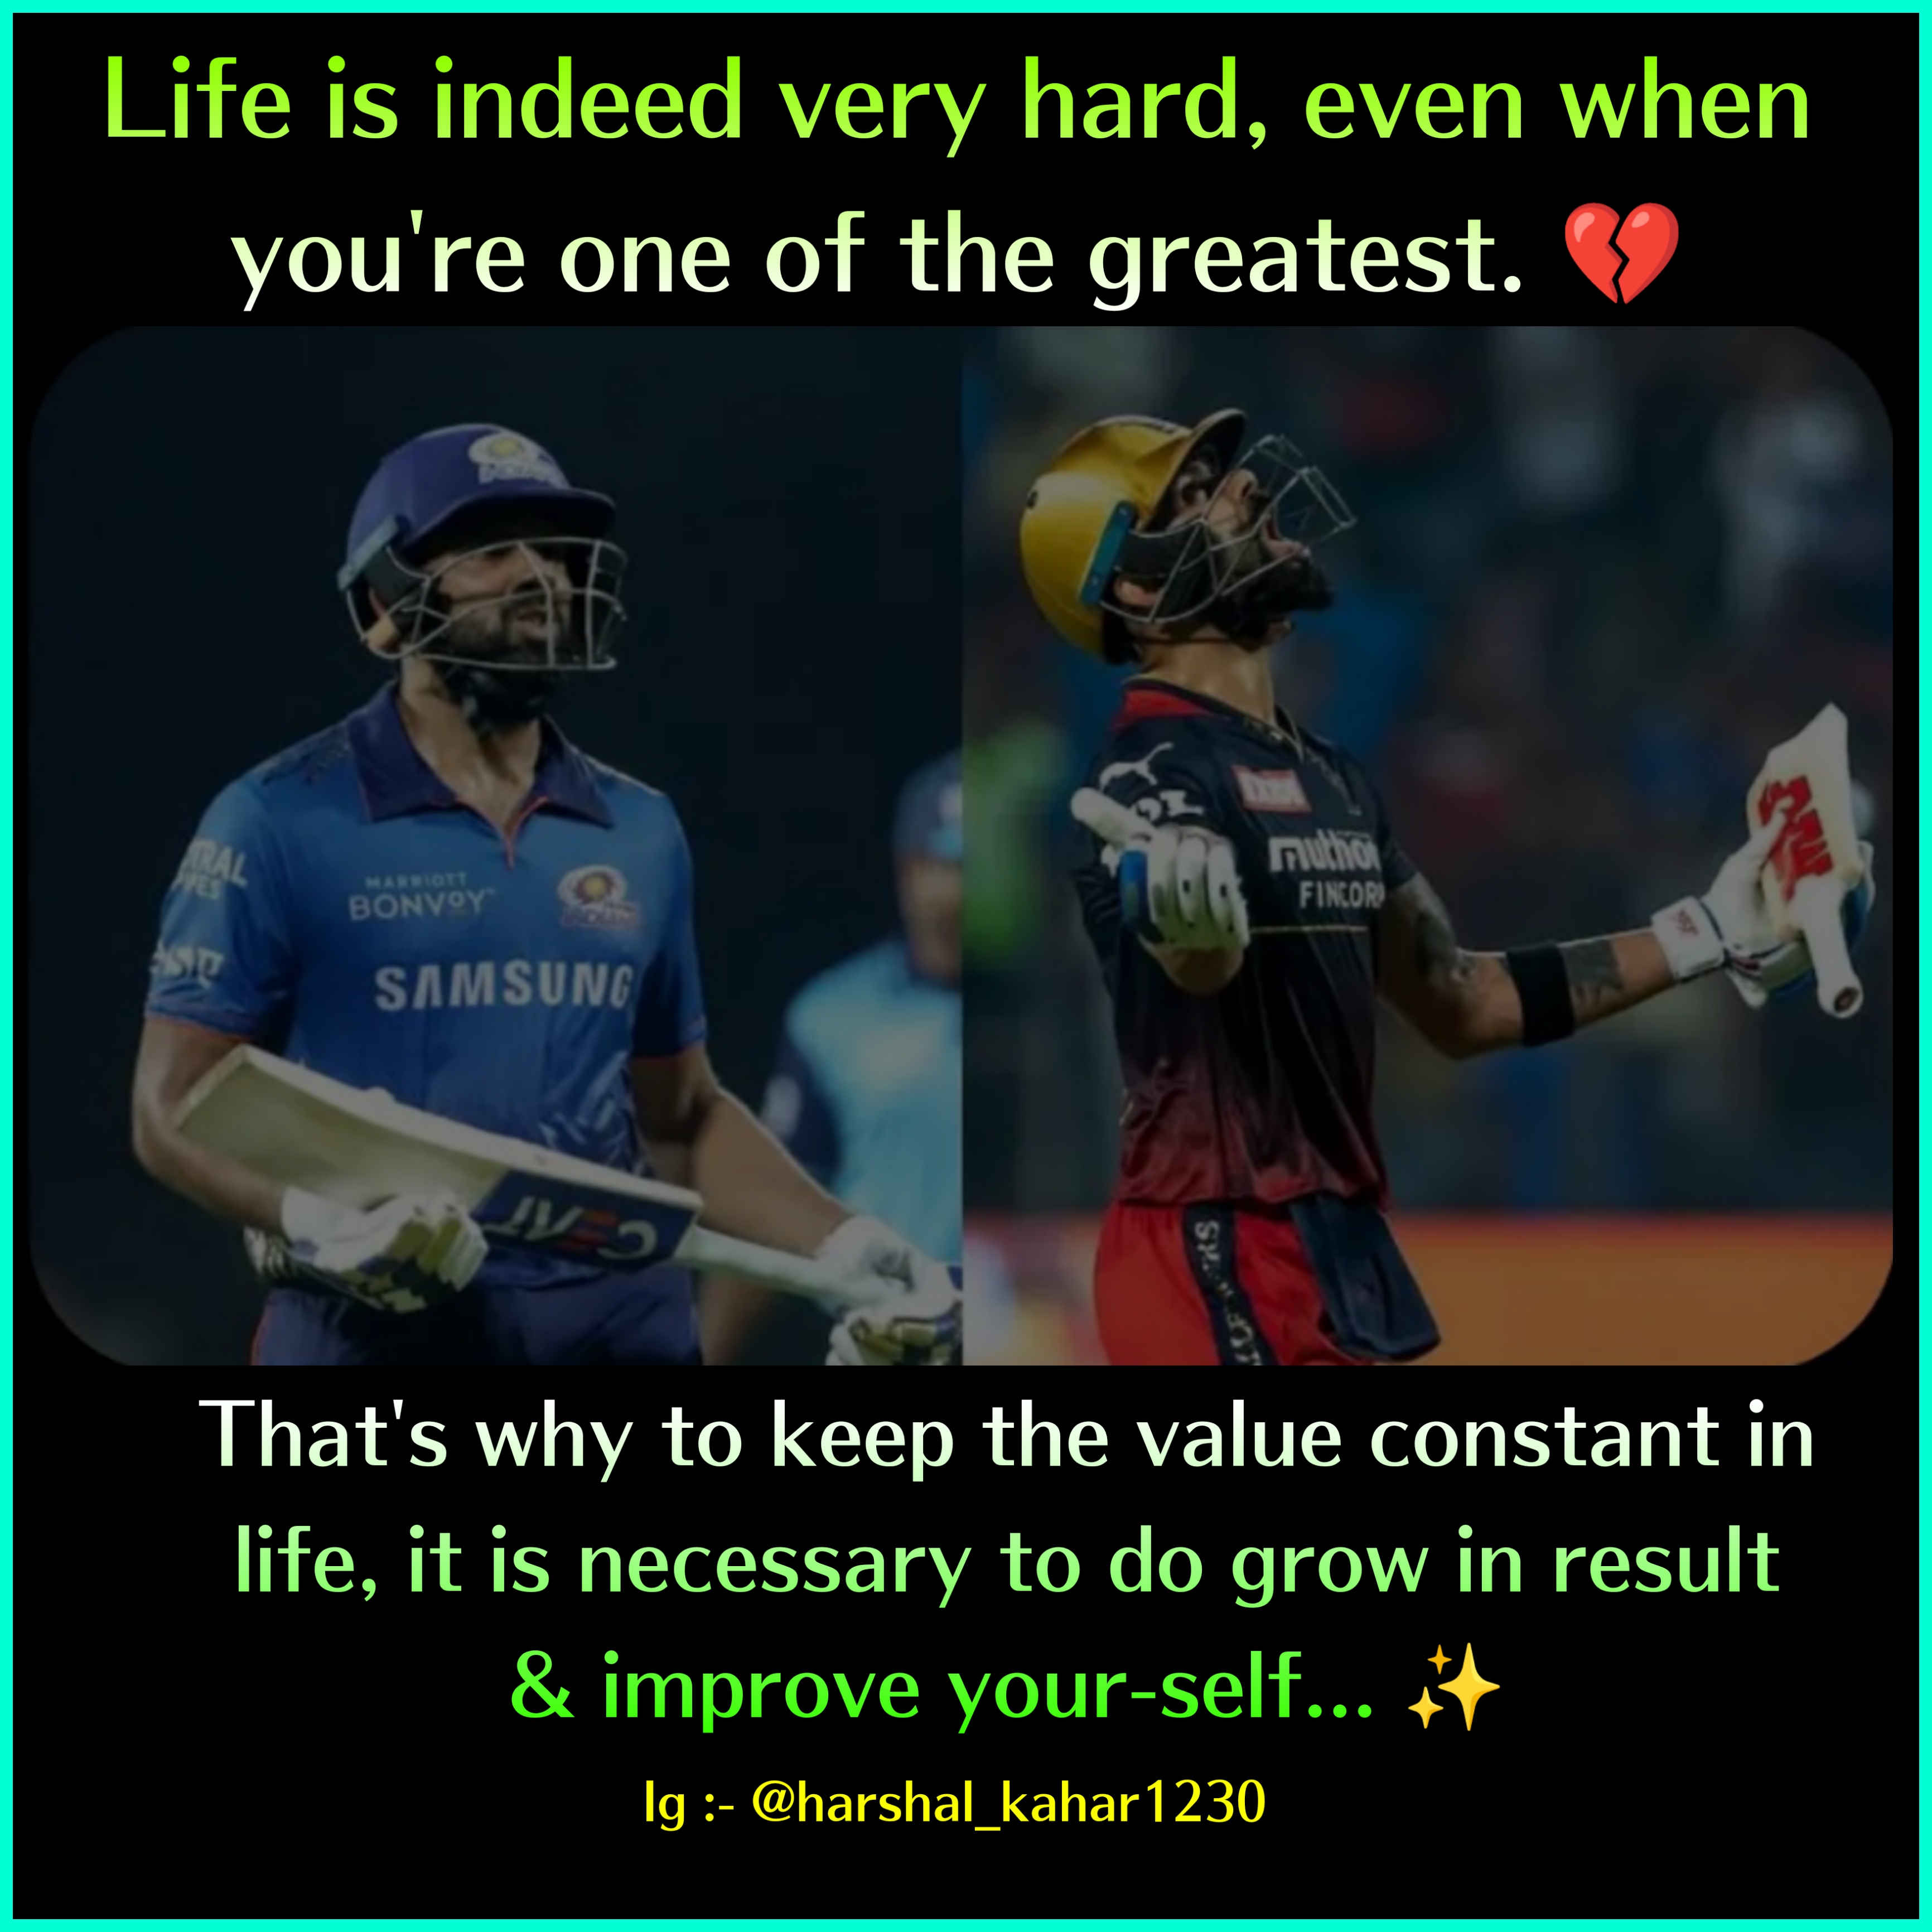 Life is indeed very hard, even when
you're one of the greatest. 💔
MARRIOTT
BONVOY
SAMSUNG
CEAT
FINCORP
That's why to keep the value constant in
life, it is necessary to do grow in result
& improve your-self... ✨
Ig :- @harshal_kahar1230